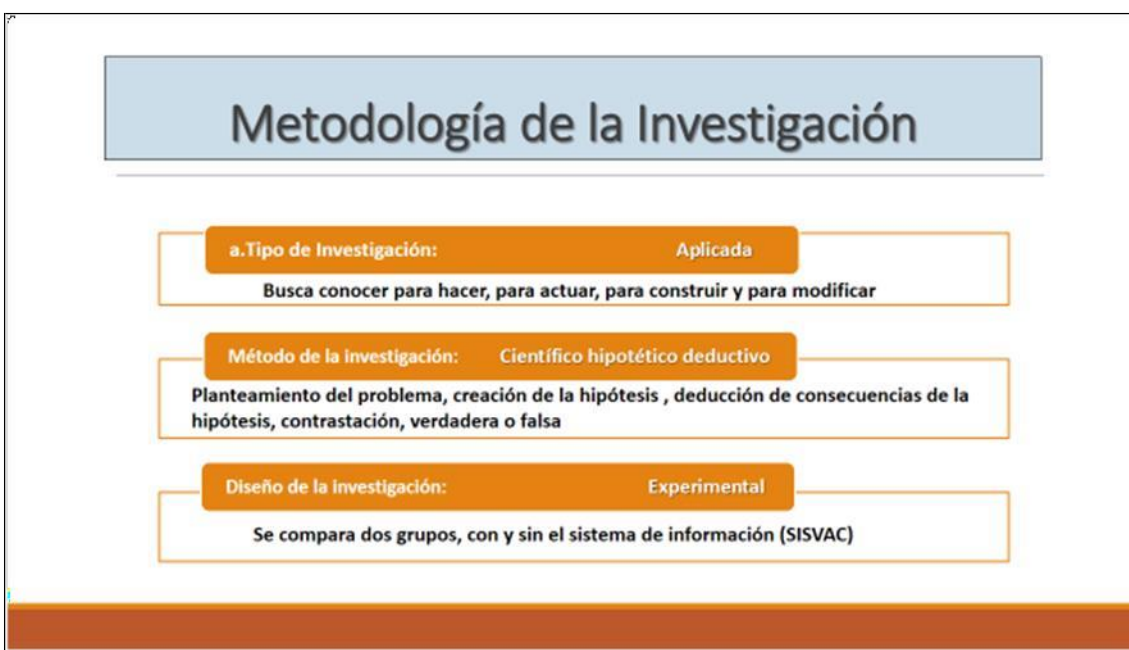 Metodología de la Investigación
a.Tipo de Investigación: Aplicada
Busca conocer para hacer, para actuar, para construir y para modificar
Método de la investigación: Científico hipotético deductivo
Planteamiento del problema, creación de la hipótesis , deducción de consecuencias de la
hipótesis, contrastación, verdadera o falsa
Diseño de la investigación: Experimental
Se compara dos grupos, con y sin el sistema de información (SISVAC)